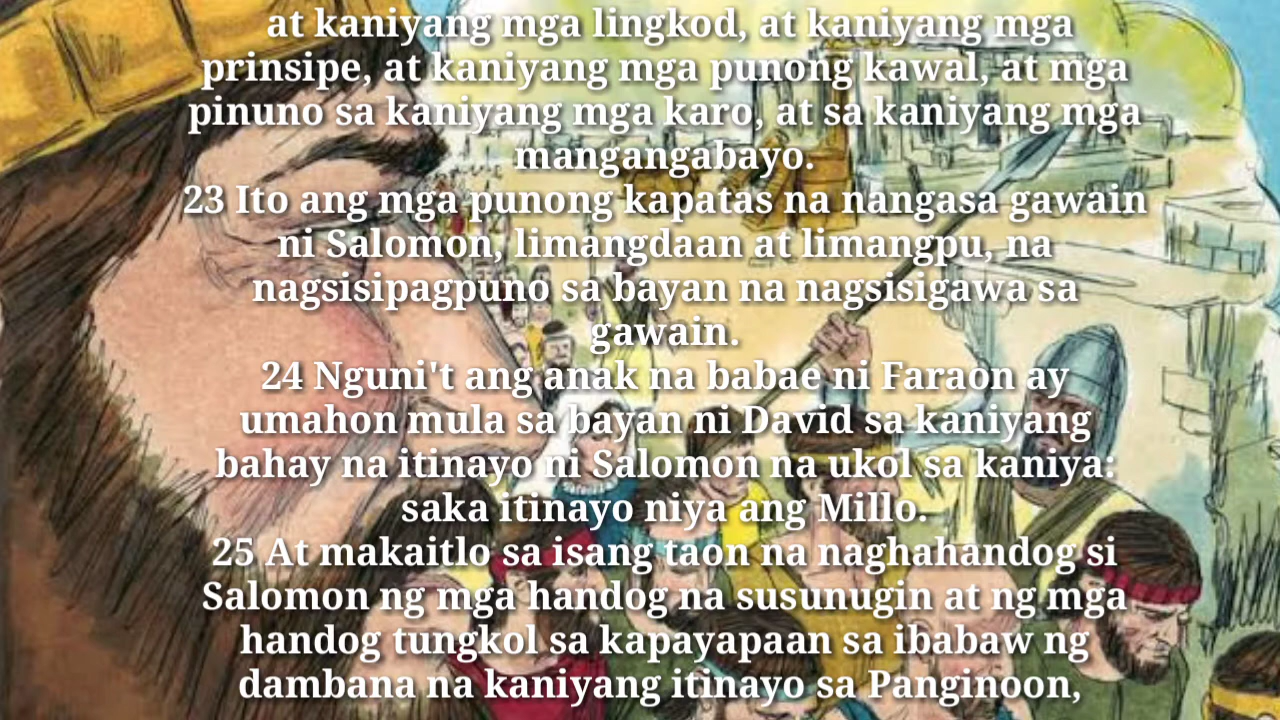 at kaniyang mga lingkod, at kaniyang mga
prinsipe, at kaniyang mga punong kawal, at mga
pinuno sa kaniyang mga karo, at sa kaniyang mga
mangangabayo.
23 Ito ang mga punong kapatas na nangasa gawain
ni Salomon, limangdaan at limangpu, na
nagsisipagpuno sa bayan na nagsisigawa sa
gawain.
24 Nguni't ang anak na babae ni Faraon ay
umahon mula sa bayan ni David sa kaniyang
bahay na itinayo ni Salomon na ukol sa kaniya:
saka itinayo niya ang Millo.
25 At makaitlo sa isang taon na naghahandog si
Salomon ng mga handog na susunugin at ng mga
handog tungkol sa kapayapaan sa ibabaw ng
dambana na kaniyang itinayo sa Panginoon,